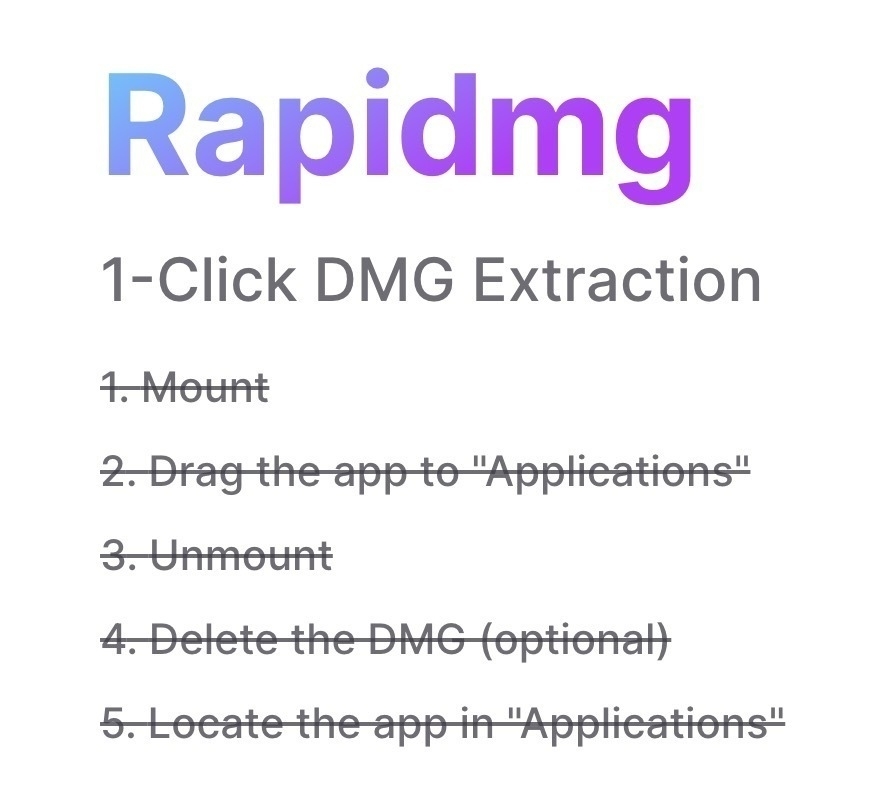 Rapidmg
1-Click DMG Extraction
1. Mount
2. Drag the app to "Applications"
3. Unmount
4. Delete the DMG (optional)
5. Locate the app in "Applications"